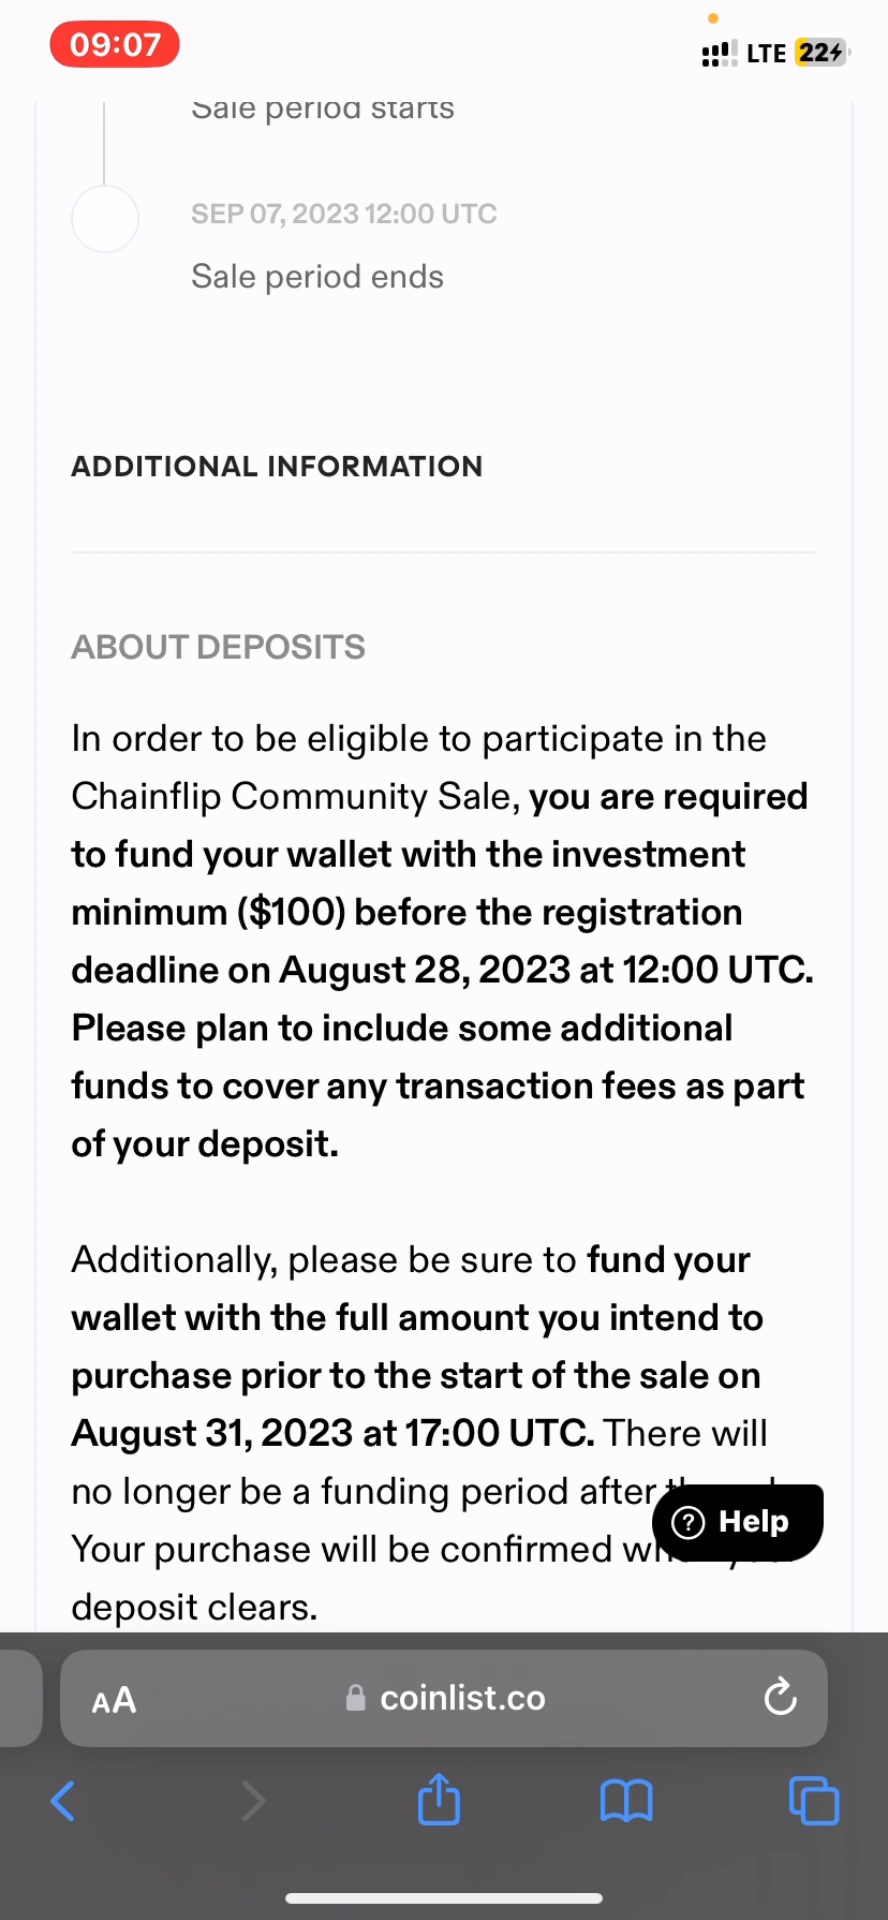 09:07
LTE 22
Sale period starts
SEP 07, 2023 12:00 UTC
Sale period ends
ADDITIONAL INFORMATION
ABOUT DEPOSITS
In order to be eligible to participate in the
Chainflip Community Sale, you are required
to fund your wallet with the investment
minimum ($100) before the registration
deadline on August 28, 2023 at 12:00 UTC.
Please plan to include some additional
funds to cover any transaction fees as part
of your deposit.
Additionally, please be sure to fund your
wallet with the full amount you intend to
purchase prior to the start of the sale on
August 31, 2023 at 17:00 UTC. There will
no longer be a funding period after
Help
Your purchase will be confirmed
deposit clears.
AA
coinlist.co